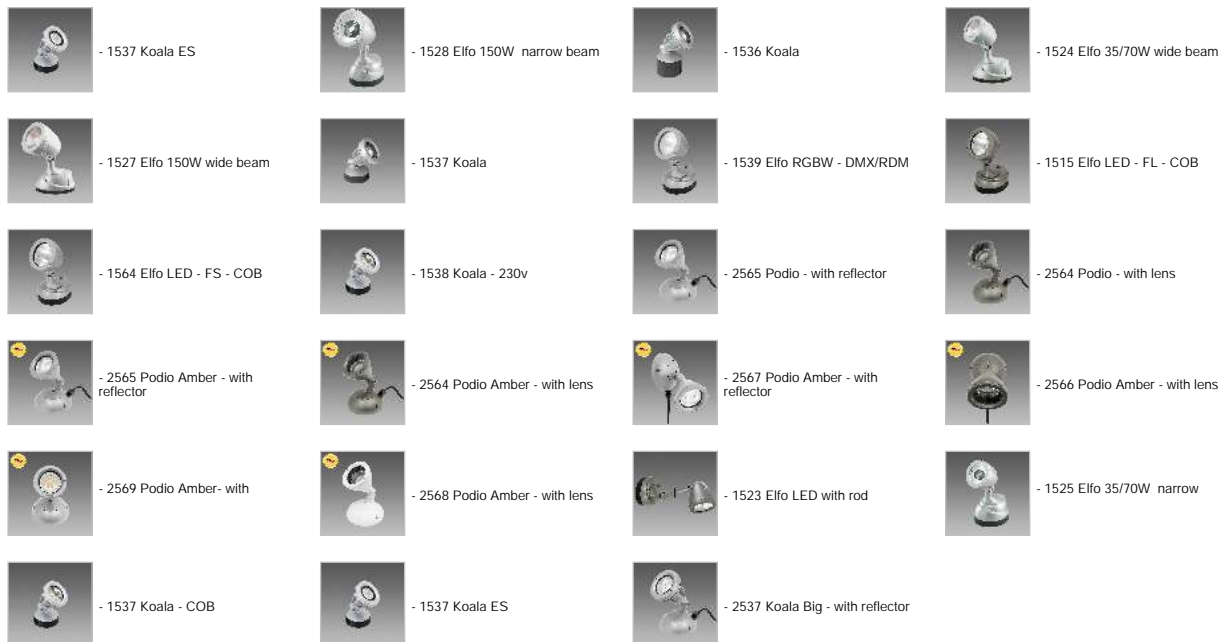 - 1537 Koala ES
- 1528 Elfo 150W  narrow beam
- 1536 Koala
- 1524 Elfo 35/70W wide beam
- 1527 Elfo 150W wide beam
- 1537 Koala
- 1539 Elfo RGBW - DMX/RDM
- 1515 Elfo LED - FL - COB
- 1564 Elfo LED - FS - COB
- 1538 Koala - 230v
- 2565 Podio - with reflector
- 2564 Podio - with lens
- 2565 Podio Amber - with
reflector
- 2564 Podio Amber - with lens
- 2567 Podio Amber - with
reflector
- 2566 Podio Amber - with lens
- 2569 Podio Amber- with
- 2568 Podio Amber - with lens
- 1523 Elfo LED with rod
- 1525 Elfo 35/70W  narrow
- 1537 Koala - COB
- 1537 Koala ES
- 2537 Koala Big - with reflector